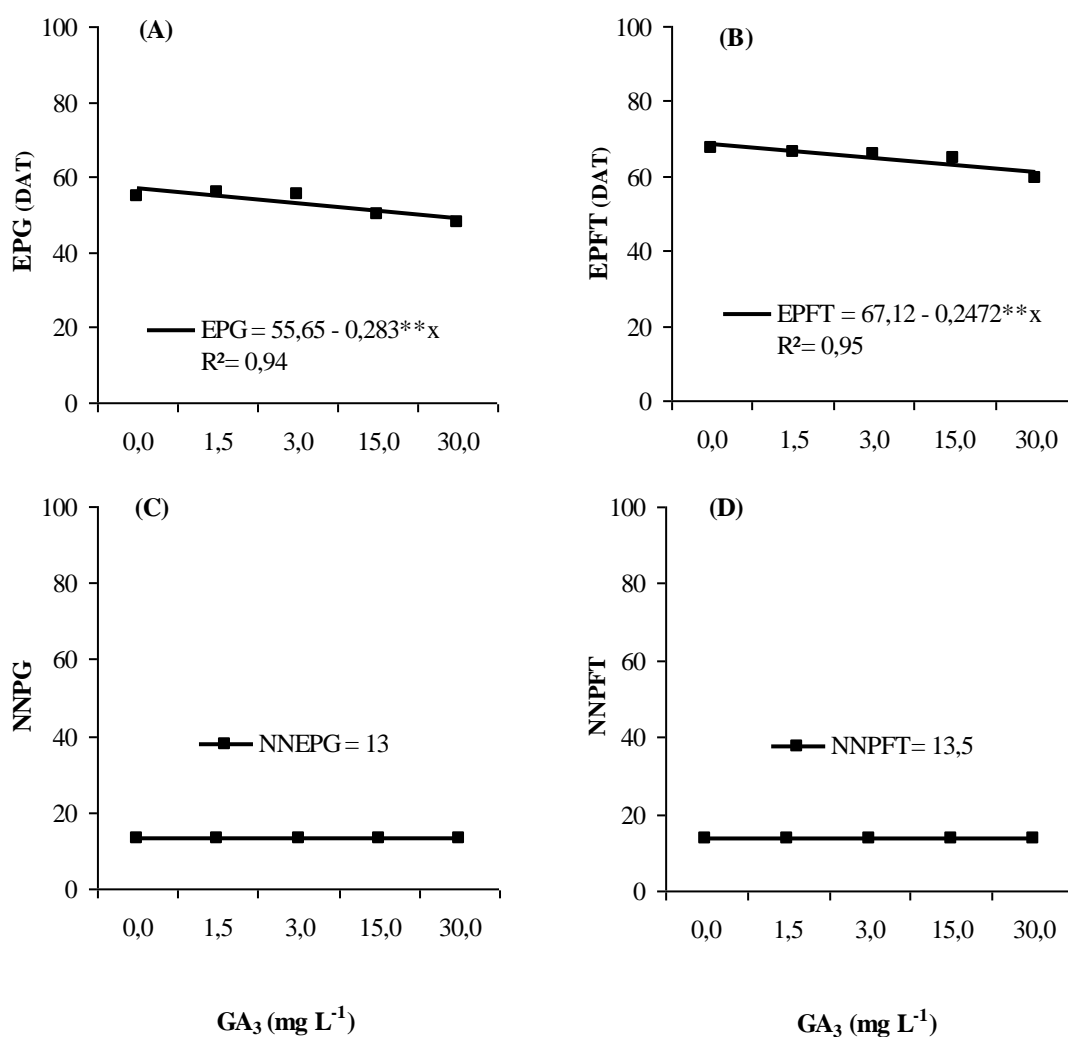 (A)
100
80
60
40
20
0
EPG (DAT)
EPG = 55,65 - 0,283**x
R²= 0,94
0,0 1,5 3,0 15,0 30,0
(B)
100
80
60
40
20
0
EPFT (DAT)
EPFT = 67,12 - 0,2472**x
R²= 0,95
0,0 1,5 3,0 15,0 30,0
(C)
100
80
60
40
20
0
NNPG
NNEPG = 13
0,0 1,5 3,0 15,0 30,0
GA₃ (mg L⁻¹)
(D)
100
80
60
40
20
0
NNPFT
NNPFT= 13,5
0,0 1,5 3,0 15,0 30,0
GA₃ (mg L⁻¹)